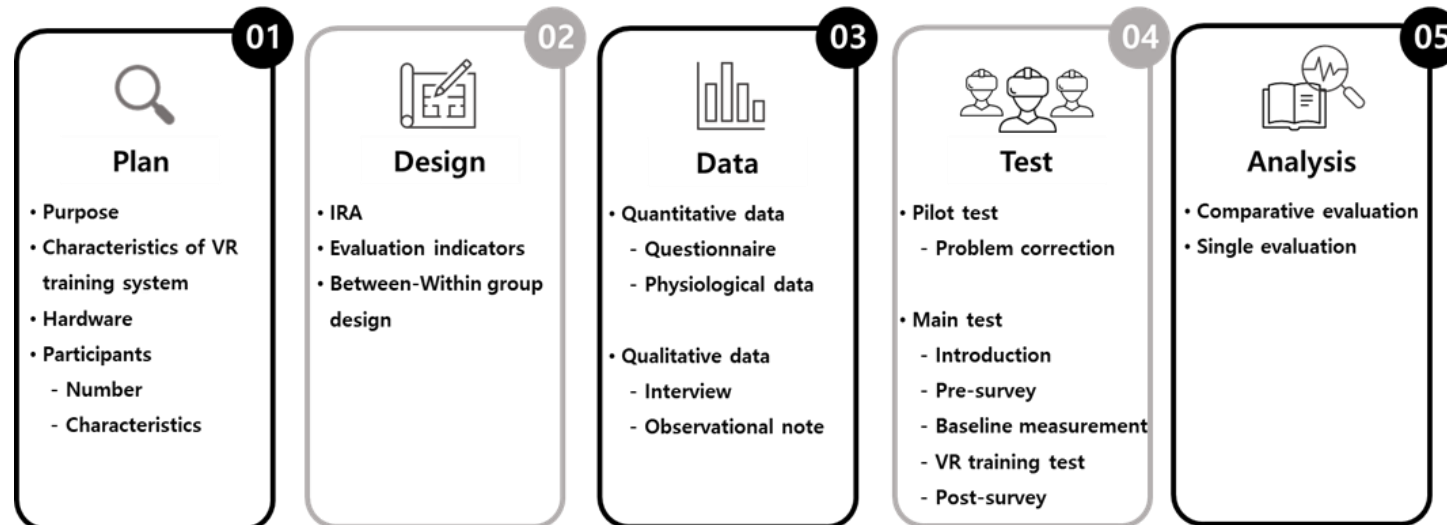 01
Plan
• Purpose
• Characteristics of VR
training system
• Hardware
• Participants
- Number
- Characteristics
02
Design
• IRA
• Evaluation indicators
• Between-Within group
design
03
Data
• Quantitative data
- Questionnaire
- Physiological data
• Qualitative data
- Interview
- Observational note
04
Test
• Pilot test
- Problem correction
• Main test
- Introduction
- Pre-survey
- Baseline measurement
- VR training test
- Post-survey
05
Analysis
• Comparative evaluation
• Single evaluation